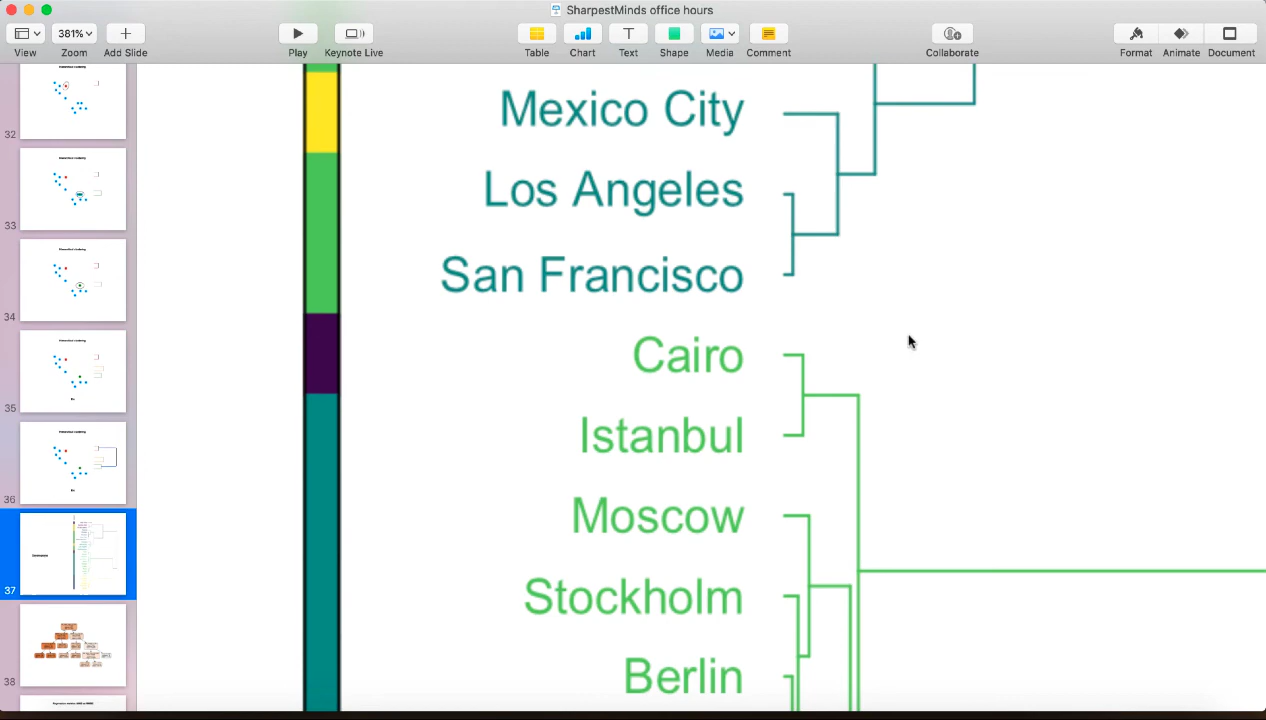 SharpestMinds office hours
381%
View
Zoom
Add Slide
Play
Keynote Live
Table
Chart
Text
Shape
Media
Comment
Collaborate
Format
Animate
Document
32
33
34
35
36
37
38
Mexico City
Los Angeles
San Francisco
Cairo
Istanbul
Moscow
Stockholm
Berlin